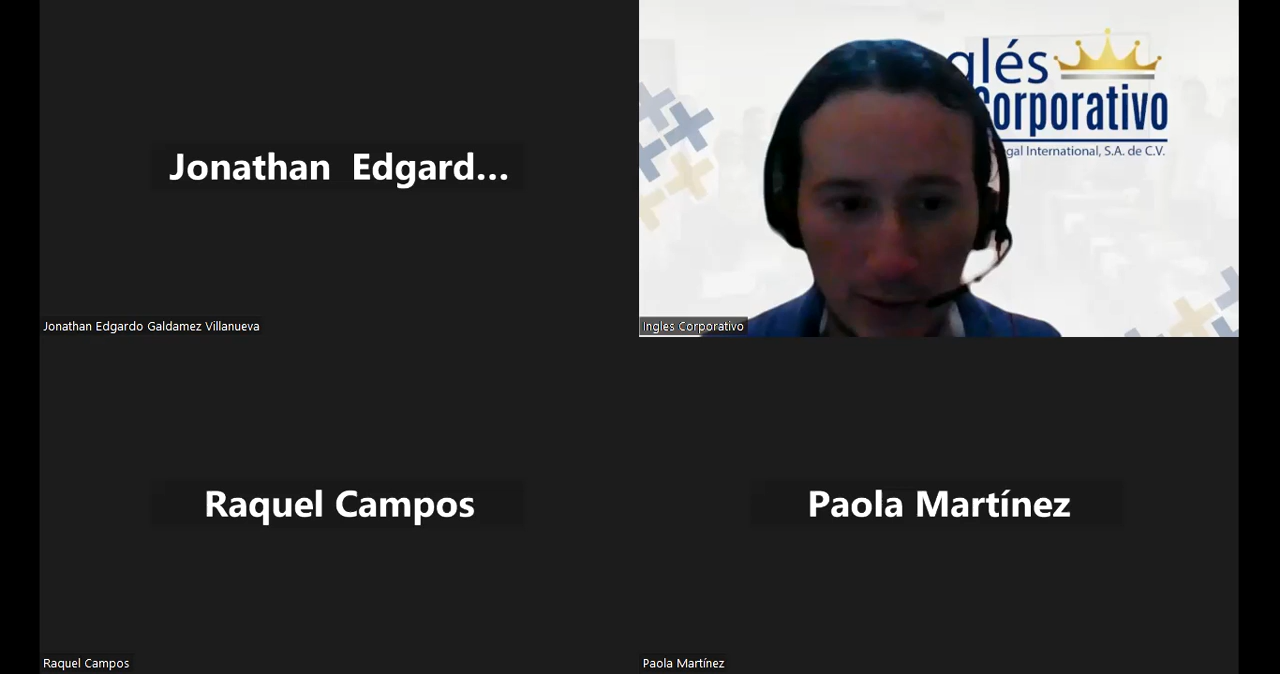 Jonathan Edgard...
Jonathan Edgardo Galdamez Villanueva
glés
Corporativo
gal International, S.A. de C.V.
Ingles Corporativo
Raquel Campos
Raquel Campos
Paola Martínez
Paola Martínez